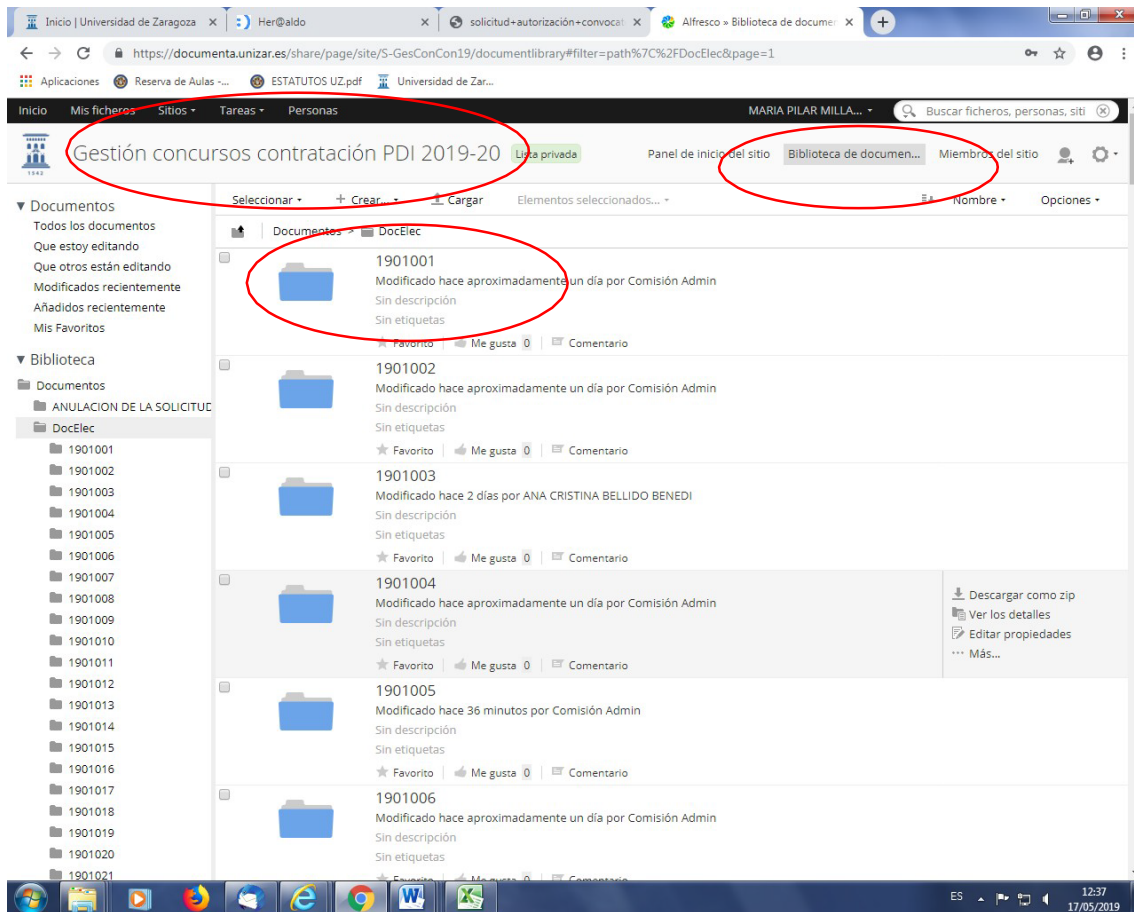 Inicio | Universidad de Zaragoza
Her@aldo
solicitud+autorización+convocat
Alfresco » Biblioteca de documen
https://documenta.unizar.es/share/page/site/S-GesConCon19/documentlibrary#filter=path%7C%2FDocElec&page=1
Aplicaciones Reserva de Aulas -... ESTATUTOS UZ.pdf Universidad de Zar...
Inicio Mis ficheros Sitios Tareas Personas MARIA PILAR MILLA... Buscar ficheros, personas, siti
1542
Gestión concursos contratación PDI 2019-20 Lista privada Panel de inicio del sitio Biblioteca de documen... Miembros del sitio
Seleccionar + Crear... Cargar Elementos seleccionados... Nombre Opciones
Documentos > DocElec
Documentos
Todos los documentos
Que estoy editando
Que otros están editando
Modificados recientemente
Añadidos recientemente
Mis Favoritos
Biblioteca
Documentos
ANULACION DE LA SOLICITUD
DocElec
1901001
1901002
1901003
1901004
1901005
1901006
1901007
1901008
1901009
1901010
1901011
1901012
1901013
1901014
1901015
1901016
1901017
1901018
1901019
1901020
1901021
1901001
Modificado hace aproximadamente un día por Comisión Admin
Sin descripción
Sin etiquetas
Favorito Me gusta 0 Comentario
1901002
Modificado hace aproximadamente un día por Comisión Admin
Sin descripción
Sin etiquetas
Favorito Me gusta 0 Comentario
1901003
Modificado hace 2 días por ANA CRISTINA BELLIDO BENEDI
Sin descripción
Sin etiquetas
Favorito Me gusta 0 Comentario
1901004
Modificado hace aproximadamente un día por Comisión Admin
Sin descripción
Sin etiquetas
Favorito Me gusta 0 Comentario
Descargar como zip
Ver los detalles
Editar propiedades
Más...
1901005
Modificado hace 36 minutos por Comisión Admin
Sin descripción
Sin etiquetas
Favorito Me gusta 0 Comentario
1901006
Modificado hace aproximadamente un día por Comisión Admin
Sin descripción
Sin etiquetas
Favorito Me gusta 0 Comentario
ES 12:37
17/05/2019